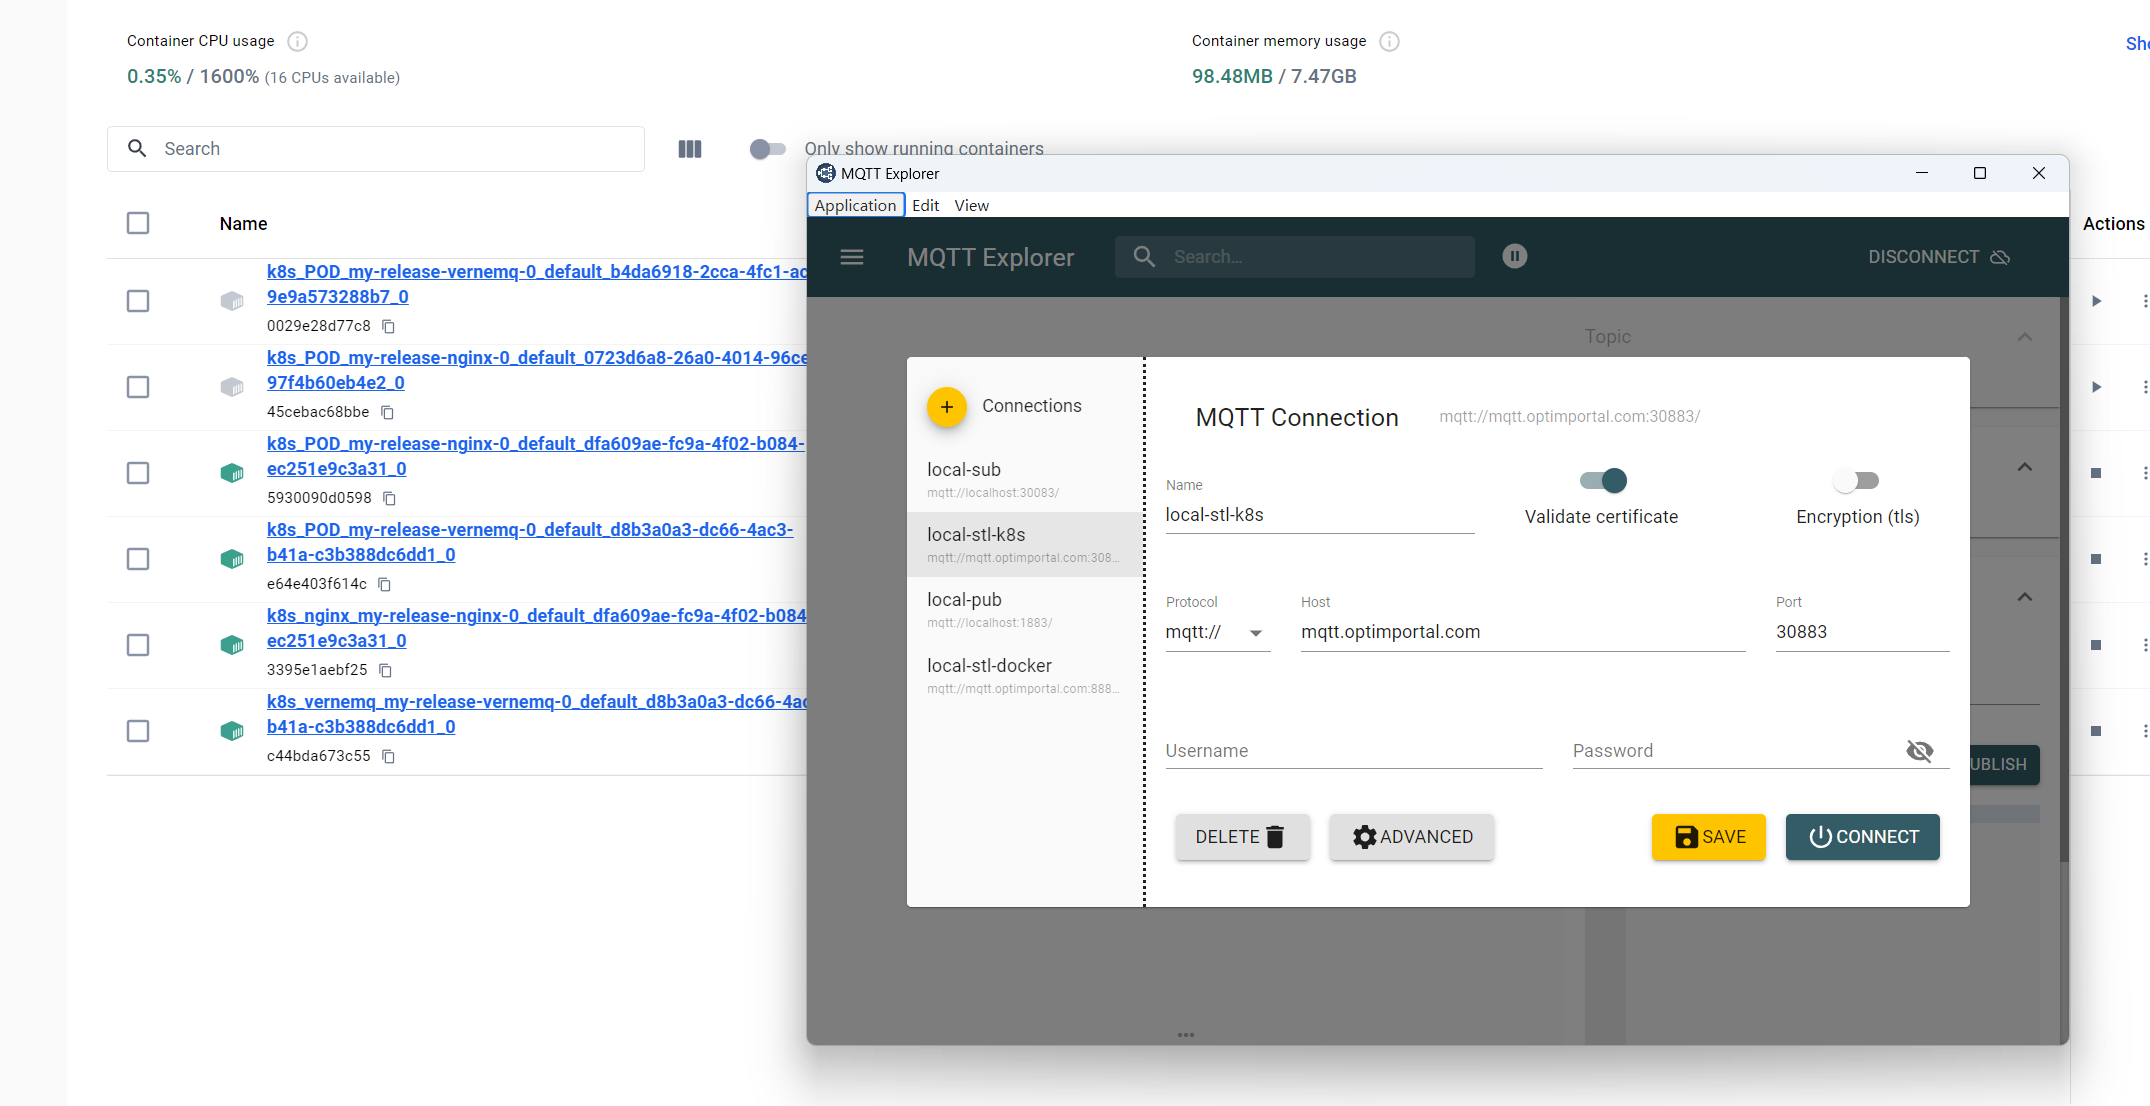 Container CPU usage
0.35% / 1600% (16 CPUs available)
Container memory usage
98.48MB / 7.47GB
Search
Only show running containers
Name
Actions
k8s_POD_my-release-vernemq-0_default_b4da6918-2cca-4fc1-ac
9e9a573288b7_0
0029e28d77c8
k8s_POD_my-release-nginx-0_default_0723d6a8-26a0-4014-96ce
97f4b60eb4e2_0
45cebac68bbe
k8s_POD_my-release-nginx-0_default_dfa609ae-fc9a-4f02-b084-
ec251e9c3a31_0
5930090d0598
k8s_POD_my-release-vernemq-0_default_d8b3a0a3-dc66-4ac3-
b41a-c3b388dc6dd1_0
e64e403f614c
k8s_nginx_my-release-nginx-0_default_dfa609ae-fc9a-4f02-b084
ec251e9c3a31_0
3395e1aebf25
k8s_vernemq_my-release-vernemq-0_default_d8b3a0a3-dc66-4ac
b41a-c3b388dc6dd1_0
c44bda673c55
MQTT Explorer
Application Edit View
MQTT Explorer
Search...
DISCONNECT
Topic
Connections
local-sub
mqtt://localhost:30083/
local-stl-k8s
mqtt://mqtt.optimportal.com:308...
local-pub
mqtt://localhost:1883/
local-stl-docker
mqtt://mqtt.optimportal.com:888...
MQTT Connection
mqtt://mqtt.optimportal.com:30883/
Name
local-stl-k8s
Validate certificate
Encryption (tls)
Protocol
mqtt://
Host
mqtt.optimportal.com
Port
30883
Username
Password
DELETE
ADVANCED
SAVE
CONNECT
UBLISH